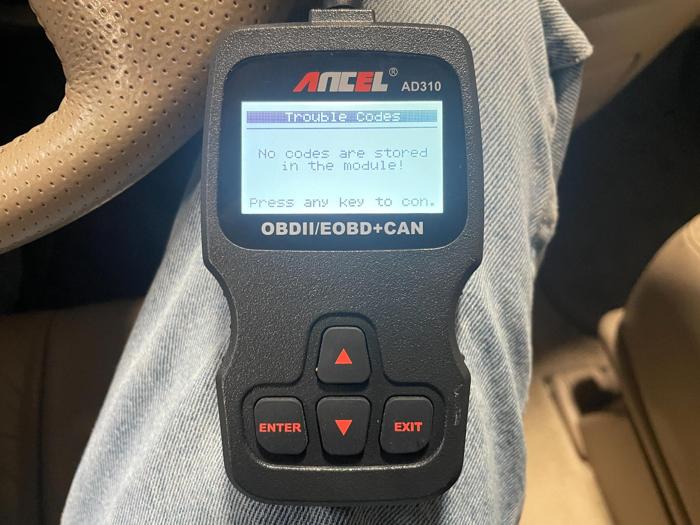 ANCEL® AD310
Trouble Codes
No codes are stored
in the module!
Press any key to con.
OBDII/EOBD+CAN
ENTER
EXIT